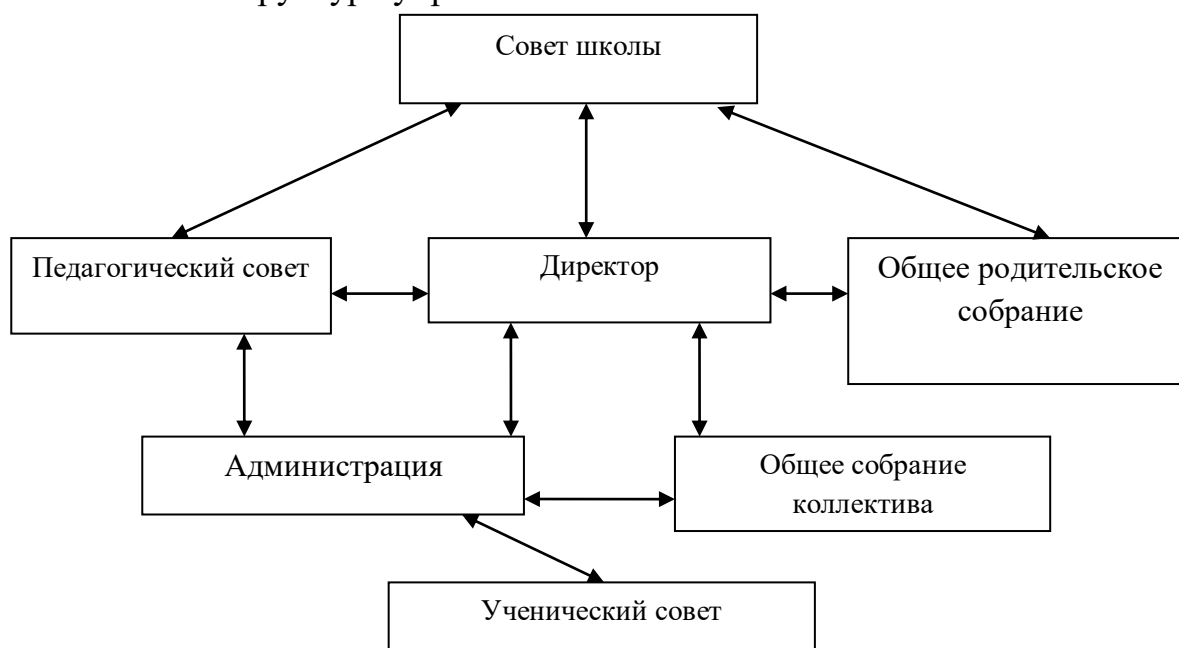 Совет школы
Педагогический совет
Директор
Общее родительское
собрание
Администрация
Общее собрание
коллектива
Ученический совет